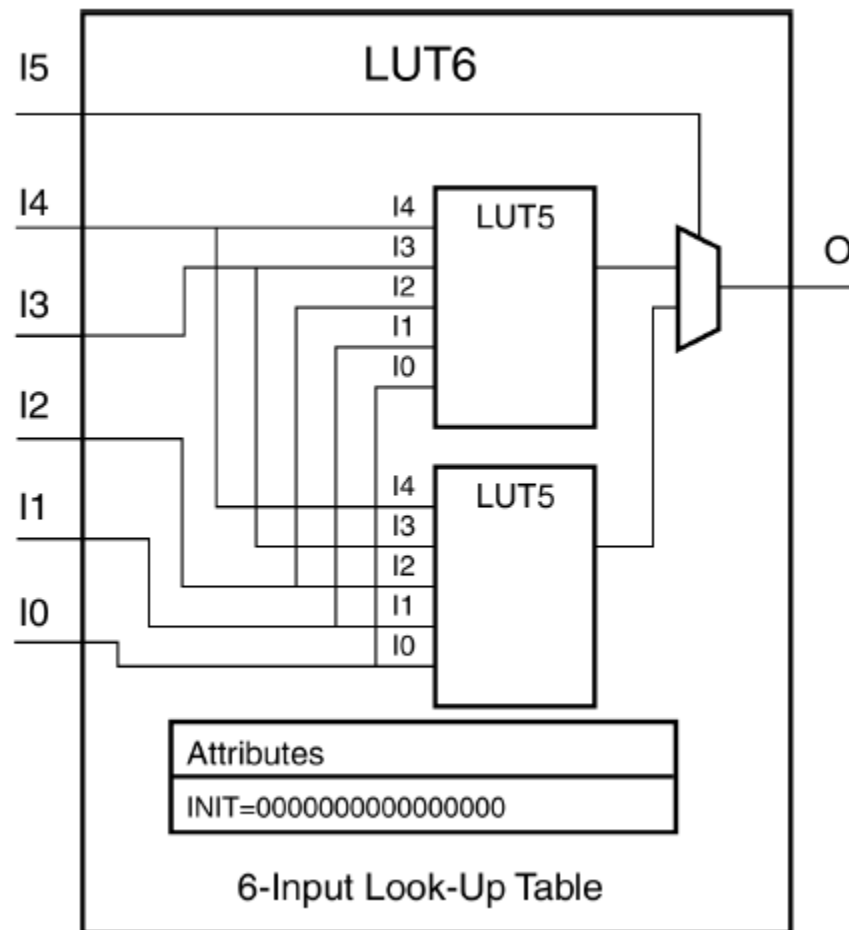 LUT6
I5
I4
I3
I2
I1
I0
I4
I3
I2
I1
I0
LUT5
I4
I3
I2
I1
I0
LUT5
O
Attributes
INIT=0000000000000000
6-Input Look-Up Table